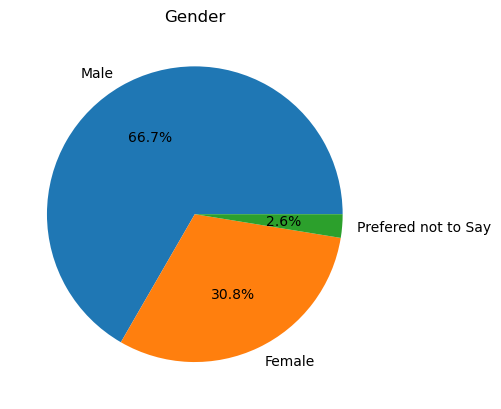 Gender
Male
66.7%
2.6%
Prefered not to Say
30.8%
Female